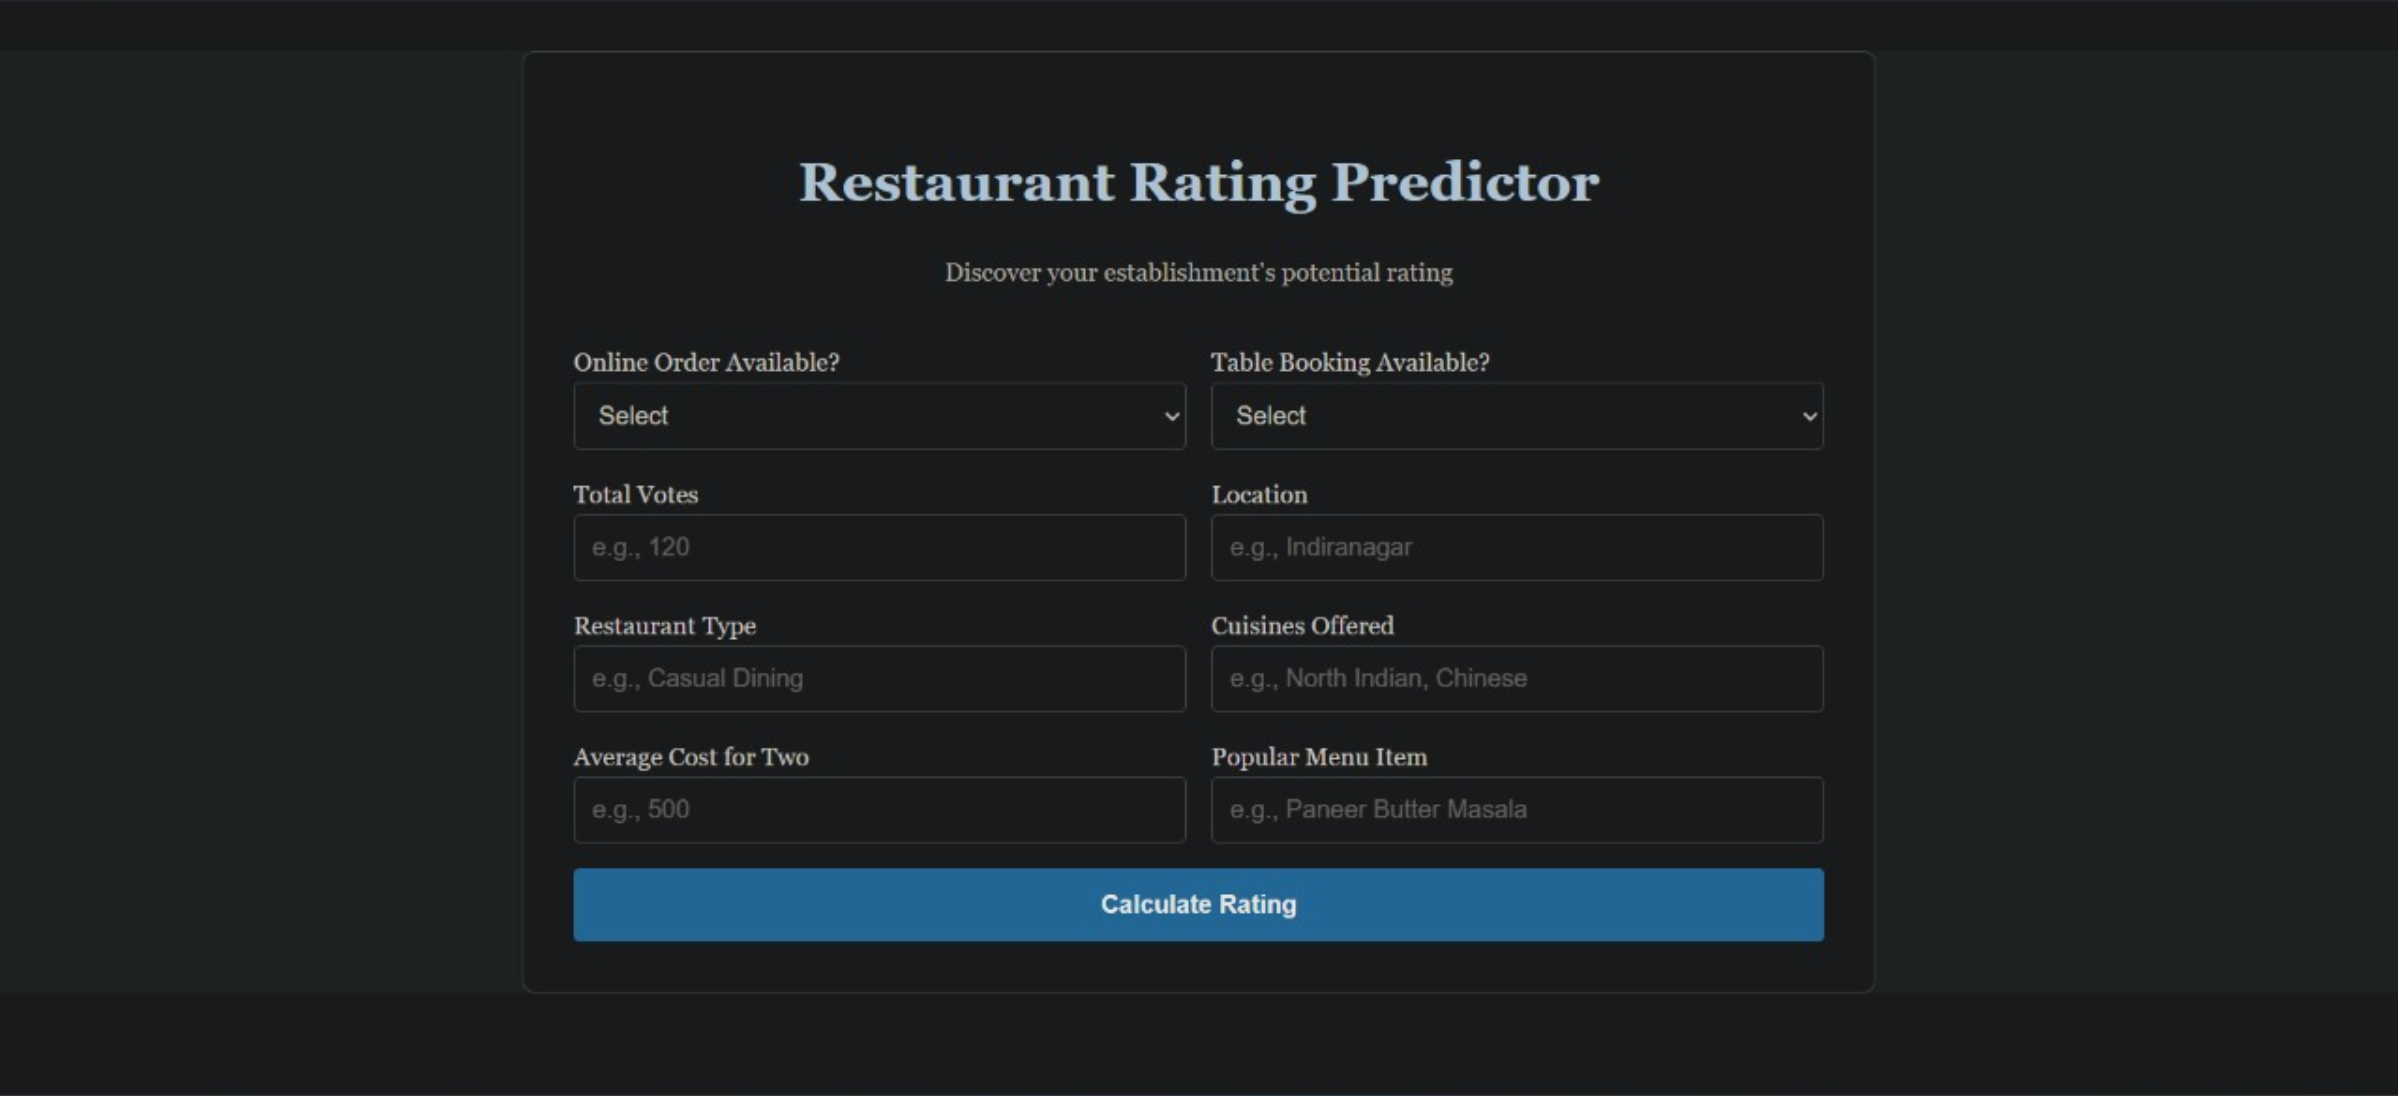 Restaurant Rating Predictor
Discover your establishment's potential rating
Online Order Available?
Table Booking Available?
Select
Select
Total Votes
Location
e.g., 120
e.g., Indiranagar
Restaurant Type
Cuisines Offered
e.g., Casual Dining
e.g., North Indian, Chinese
Average Cost for Two
Popular Menu Item
e.g., 500
e.g., Paneer Butter Masala
Calculate Rating